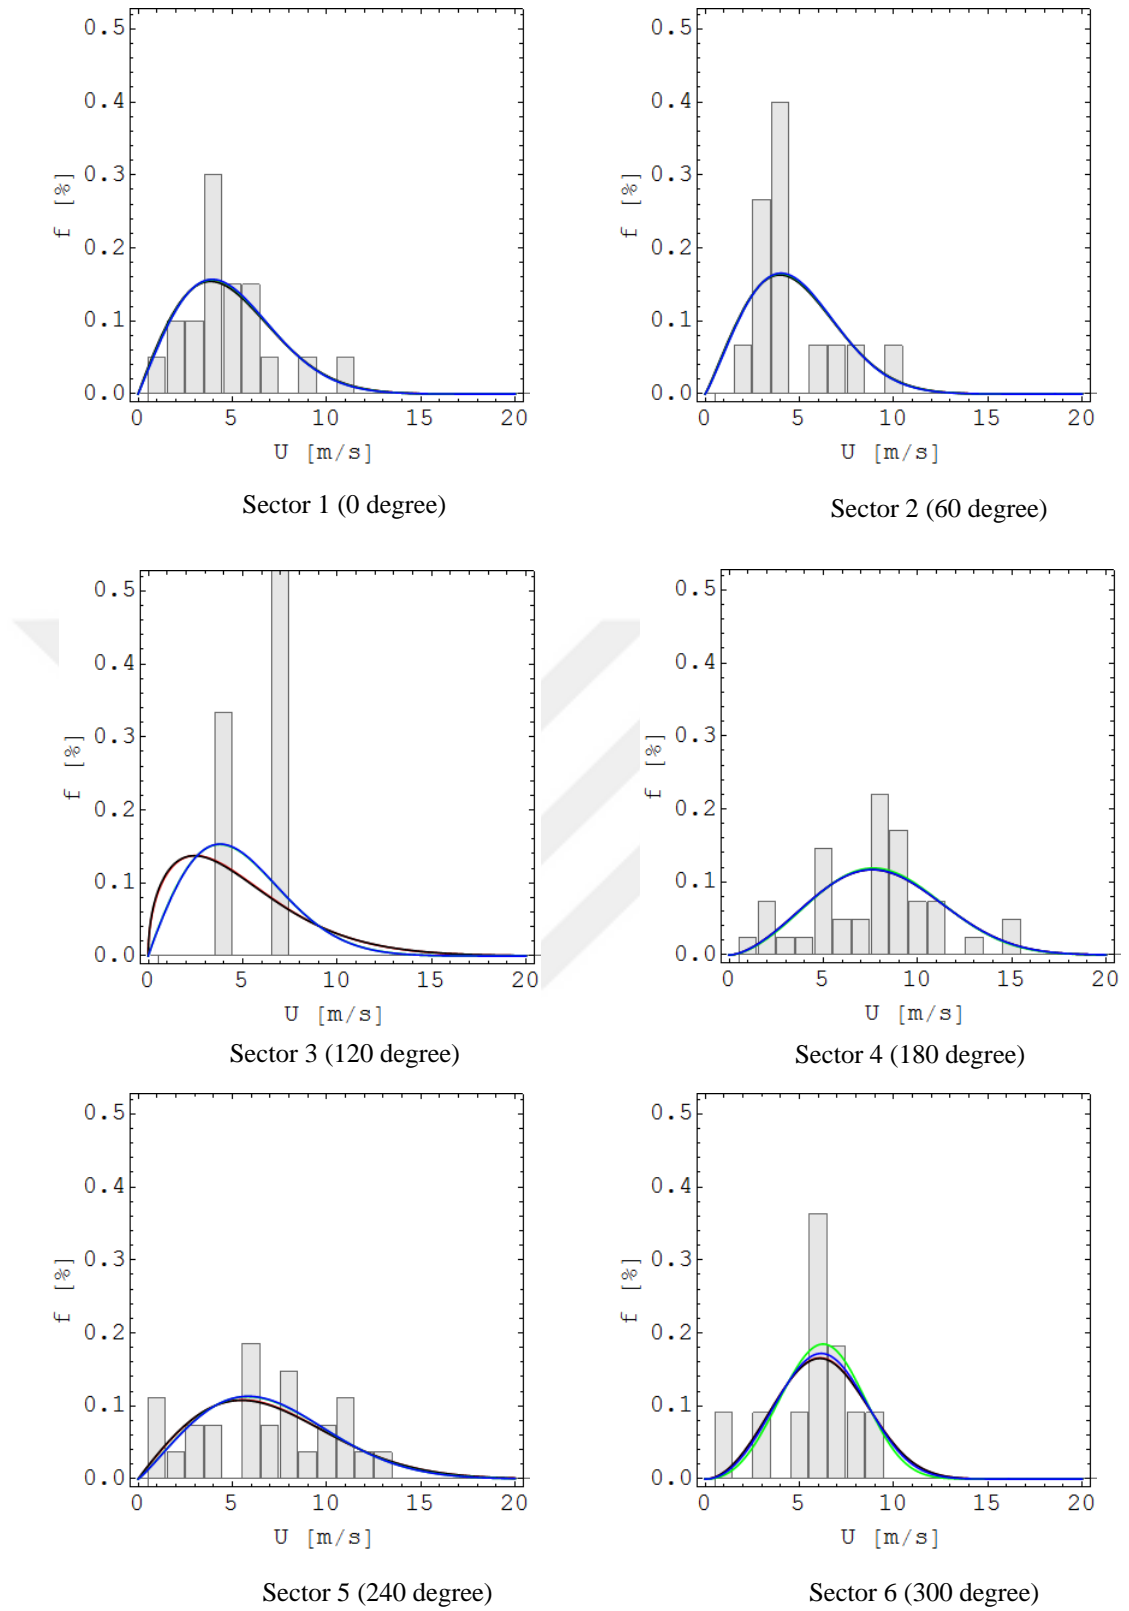 0.5
0.4
0.3
0.2
0.1
0.0
f [%]
0 5 10 15 20
U [m/s]
Sector 1 (0 degree)
0.5
0.4
0.3
0.2
0.1
0.0
f [%]
0 5 10 15 20
U [m/s]
Sector 2 (60 degree)
0.5
0.4
0.3
0.2
0.1
0.0
f [%]
0 5 10 15 20
U [m/s]
Sector 3 (120 degree)
0.5
0.4
0.3
0.2
0.1
0.0
f [%]
0 5 10 15 20
U [m/s]
Sector 4 (180 degree)
0.5
0.4
0.3
0.2
0.1
0.0
f [%]
0 5 10 15 20
U [m/s]
Sector 5 (240 degree)
0.5
0.4
0.3
0.2
0.1
0.0
f [%]
0 5 10 15 20
U [m/s]
Sector 6 (300 degree)